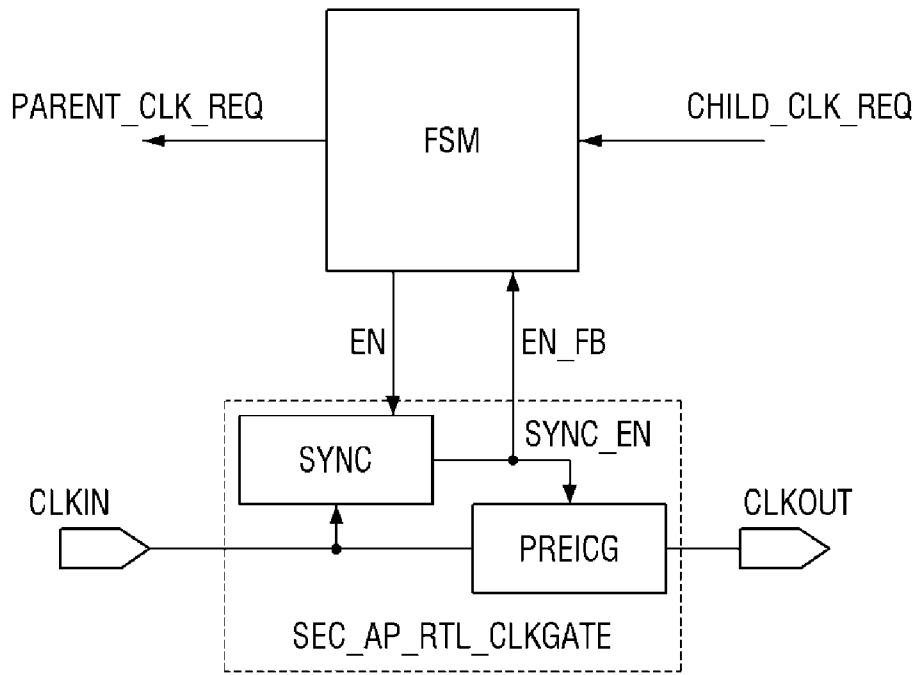 PARENT_CLK_REQ
FSM
CHILD_CLK_REQ
EN
EN_FB
SYNC
SYNC_EN
CLKIN
PREICG
CLKOUT
SEC_AP_RTL_CLKGATE